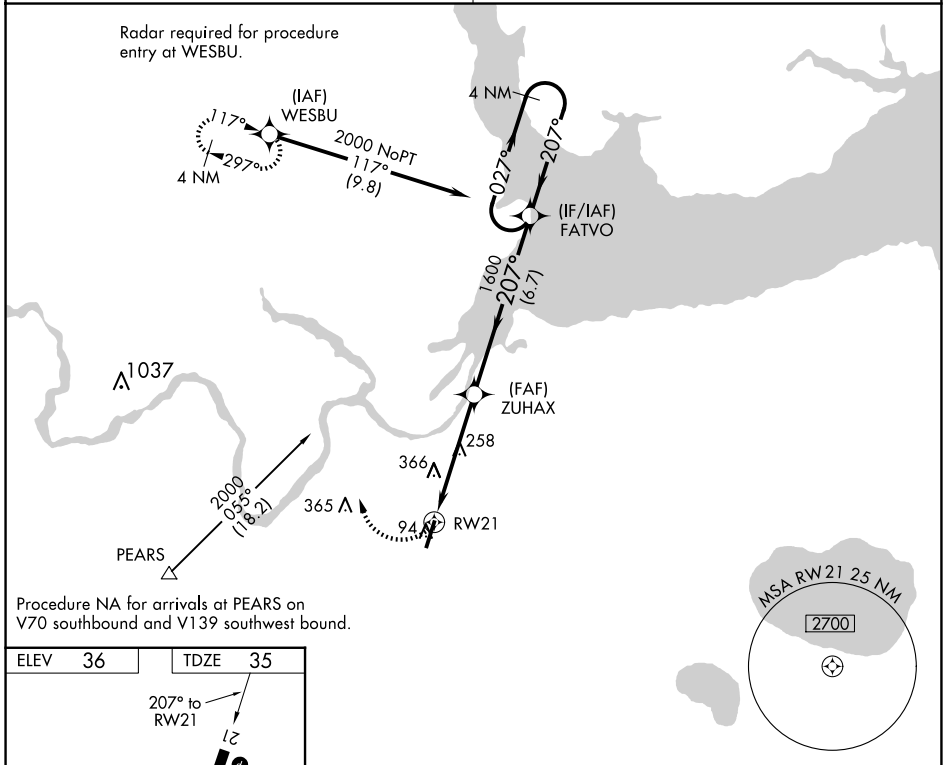 Radar required for procedure
entry at WESBU.
(IAF)
WESBU
117°
297°
4 NM
2000 NoPT
117°
(9.8)
4 NM
027°
207°
(IF/IAF)
FATVO
1600
207°
(6.7)
1037
(FAF)
ZUHAX
258
366
365
94
RW21
2000
055°
(18.2)
PEARS
Procedure NA for arrivals at PEARS on
V70 southbound and V139 southwest bound.
MSA RW21 25 NM
2700
ELEV 36
TDZE 35
207° to
RW21
21